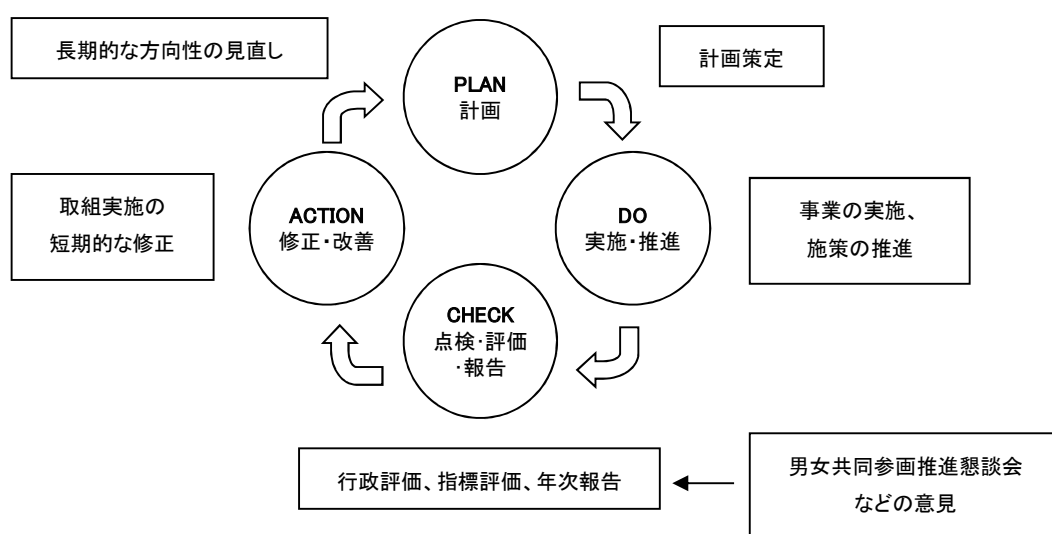 長期的な方向性の見直し
PLAN
計画
計画策定
取組実施の
短期的な修正
ACTION
修正・改善
DO
実施・推進
事業の実施、
施策の推進
CHECK
点検・評価
・報告
行政評価、指標評価、年次報告
男女共同参画推進懇談会
などの意見